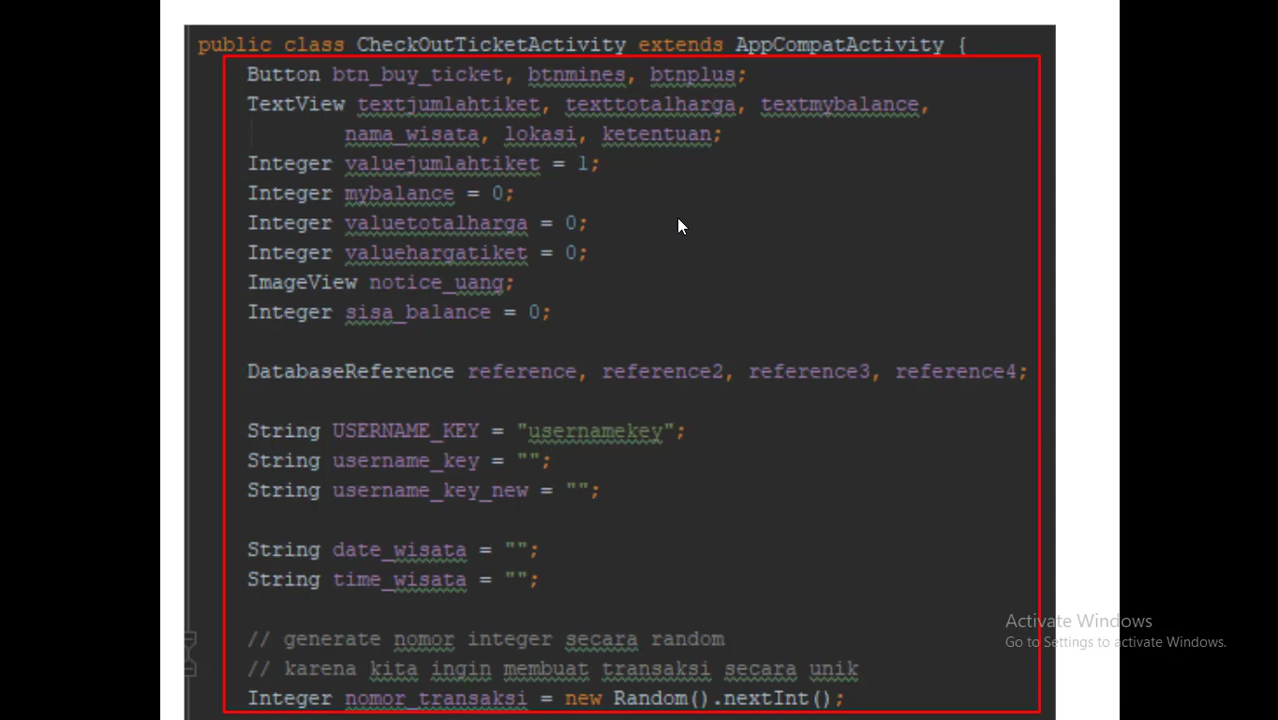 public class CheckOutTicketActivity extends AppCompatActivity {
Button btn_buy_ticket, btnmines, btnplus;
TextView textjumlahtiket, texttotalharga, textmybalance,
nama_wisata, lokasi, ketentuan;
Integer valuejumlahtiket = 1;
Integer mybalance = 0;
Integer valuetotalharga = 0;
Integer valuehargatiket = 0;
ImageView notice_uang;
Integer sisa_balance = 0;
DatabaseReference reference, reference2, reference3, reference4;
String USERNAME_KEY = "usernamekey";
String username_key = "";
String username_key_new = "";
String date_wisata = "";
String time_wisata = "";
// generate nomor integer secara random
// karena kita ingin membuat transaksi secara unik
Integer nomor_transaksi = new Random().nextInt();
Activate Windows
Go to Settings to activate Windows.